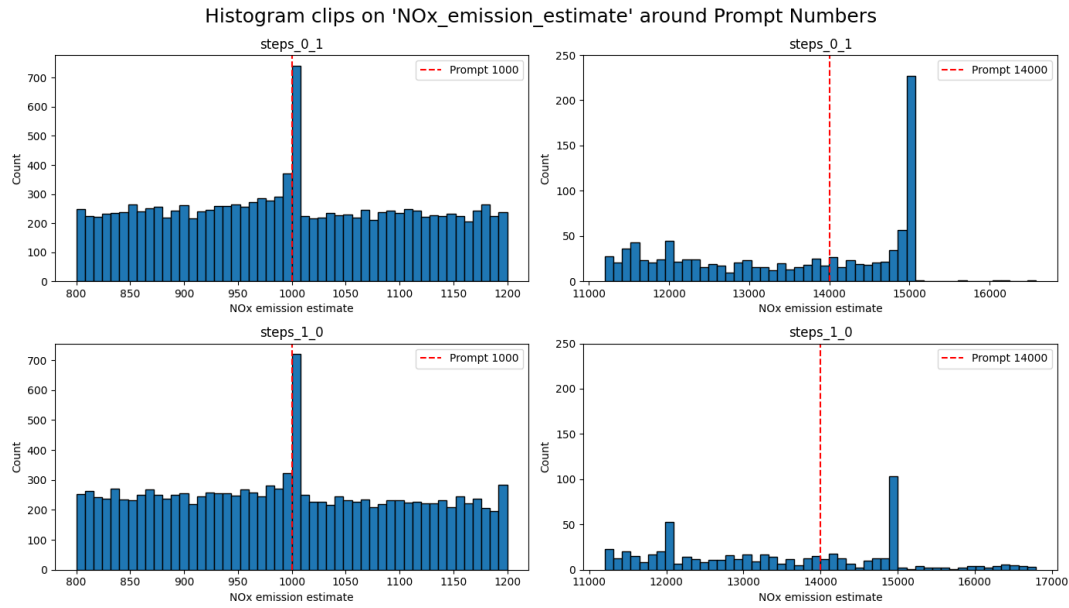 Histogram clips on 'NOx_emission_estimate' around Prompt Numbers
steps_0_1
Prompt 1000
Count
700
600
500
400
300
200
100
0
800 850 900 950 1000 1050 1100 1150 1200
NOx emission estimate
steps_0_1
Prompt 14000
Count
250
200
150
100
50
0
11000 12000 13000 14000 15000 16000
NOx emission estimate
steps_1_0
Prompt 1000
Count
700
600
500
400
300
200
100
0
800 850 900 950 1000 1050 1100 1150 1200
NOx emission estimate
steps_1_0
Prompt 14000
Count
250
200
150
100
50
0
11000 12000 13000 14000 15000 16000 17000
NOx emission estimate